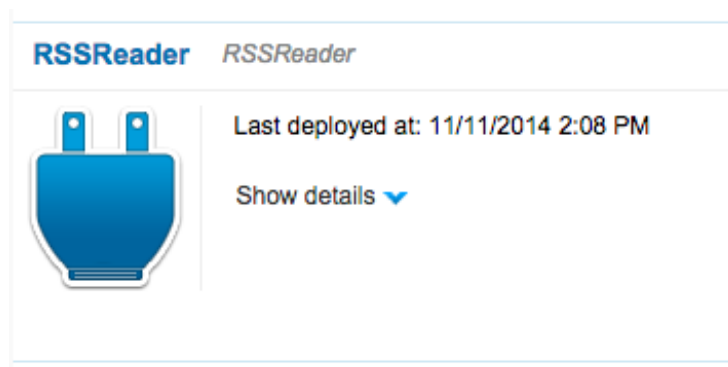 RSSReader RSSReader
Last deployed at: 11/11/2014 2:08 PM
Show details